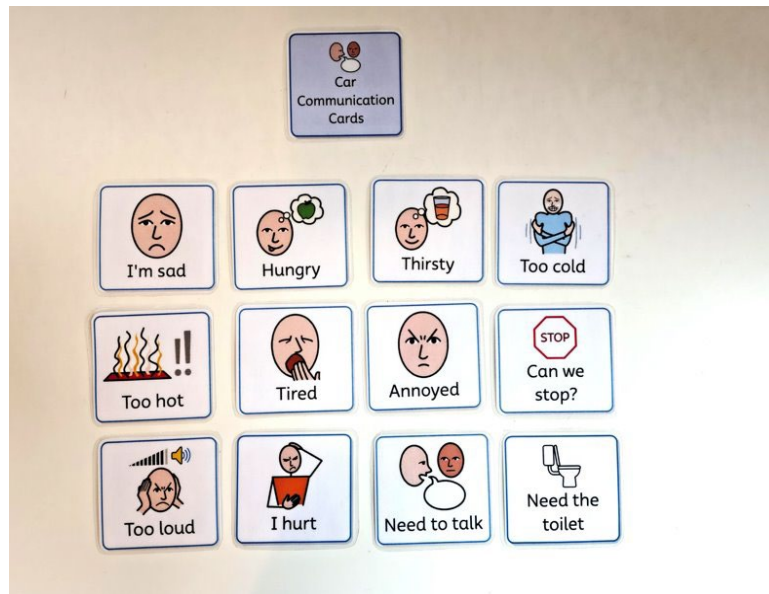 Car
Communication
Cards
I'm sad
Hungry
Thirsty
Too cold
Too hot
!!
Tired
Annoyed
STOP
Can we
stop?
Too loud
I hurt
Need to talk
Need the
toilet